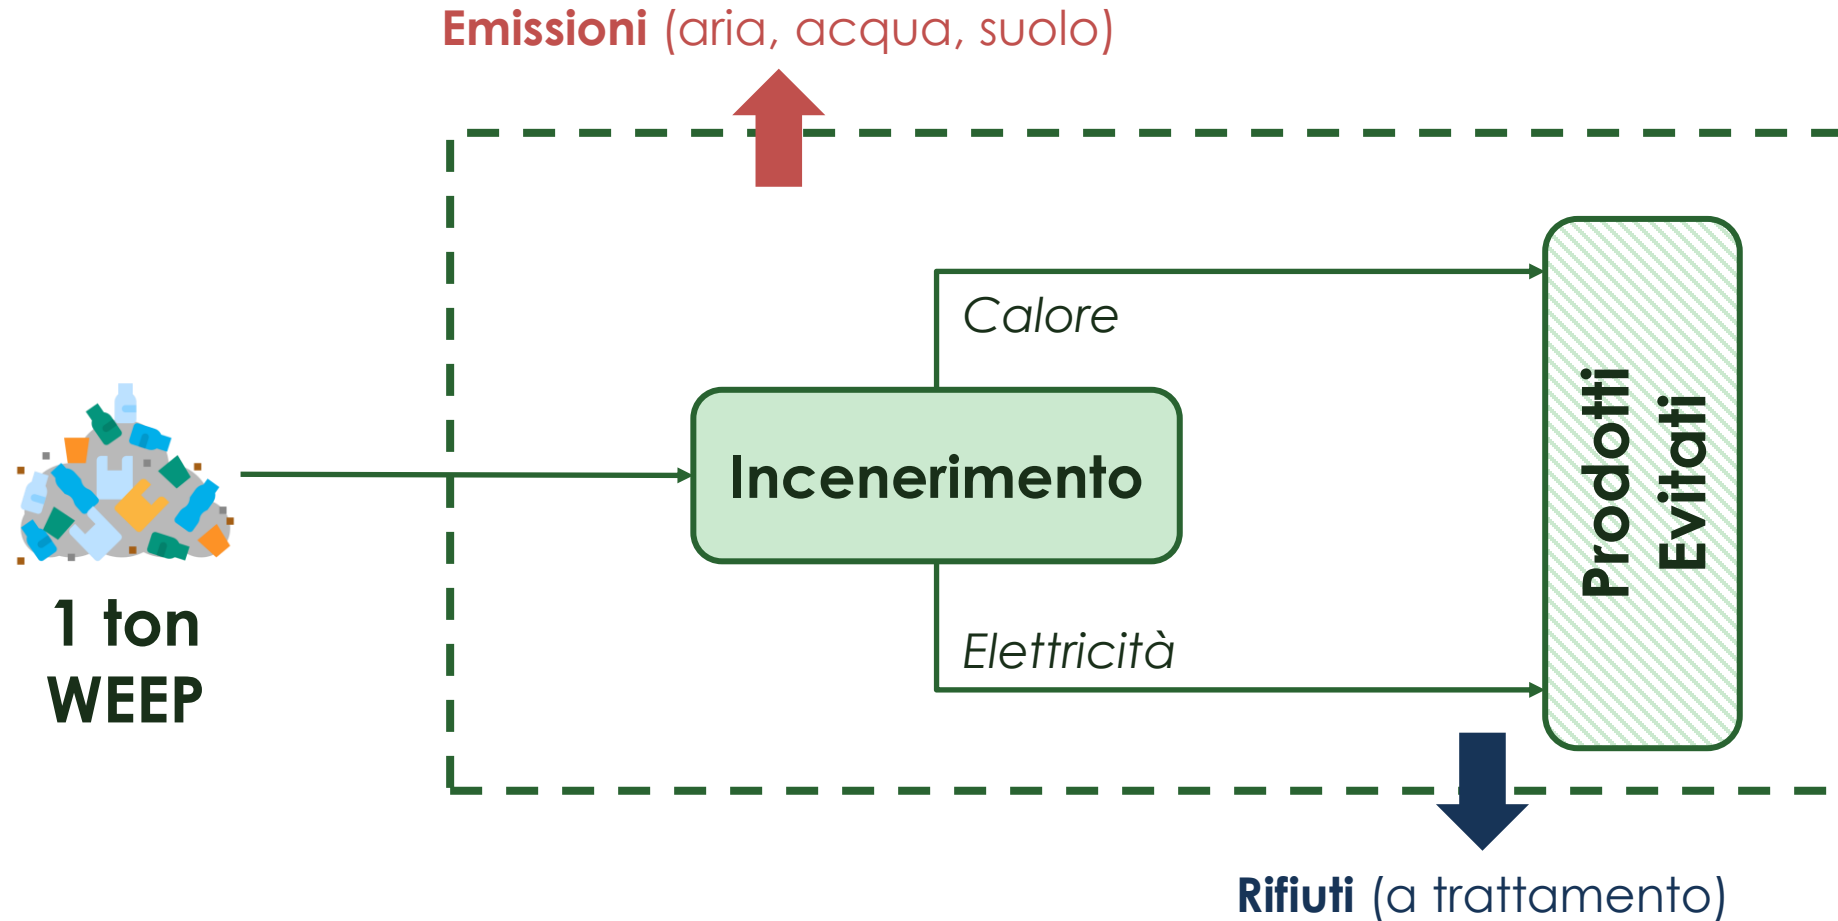 Emissioni (aria, acqua, suolo)
Calore
Incenerimento
Elettricità
Prodotti
Evitati
1 ton
WEEP
Rifiuti (a trattamento)